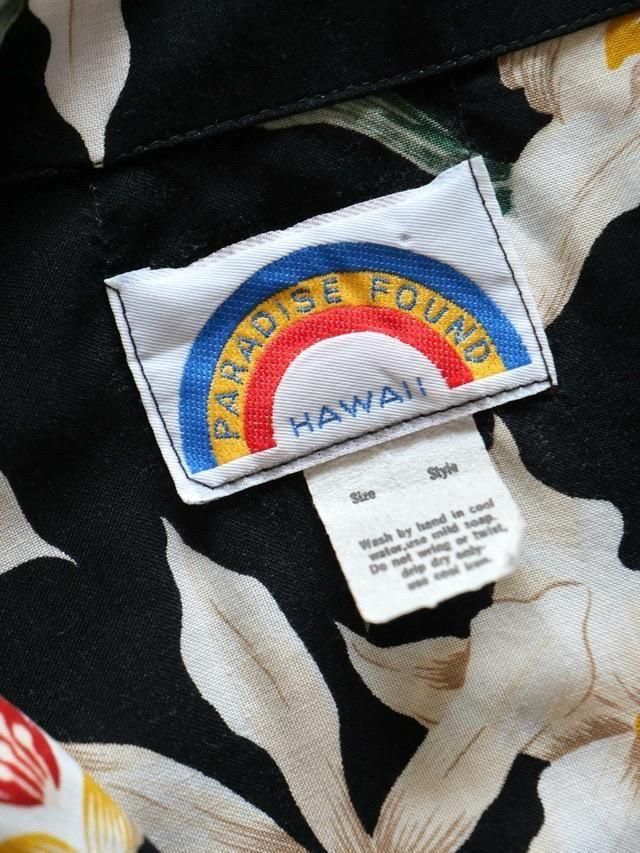 PARADISE FOUND
HAWAII
Size Style
Wash by hand in cool
water,use mild soap.
Do not wring or twist,
drip dry only-
use cool iron.